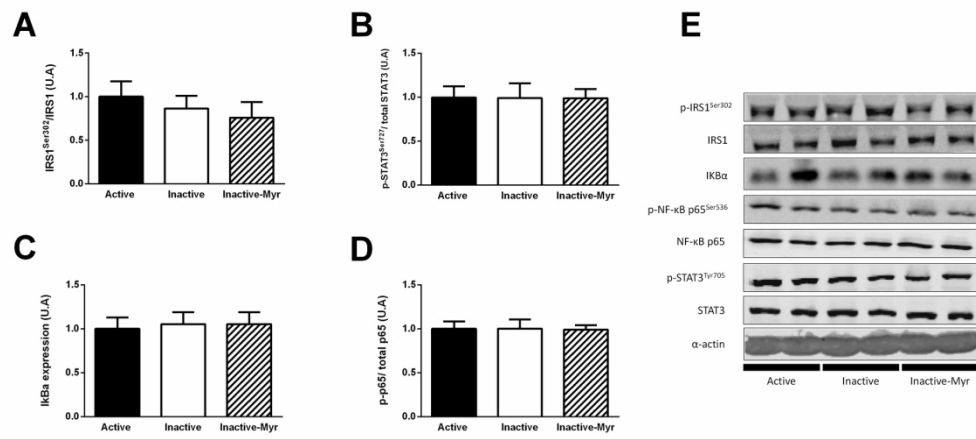 A
IRS1Ser302/IRS1 (U.A)
1.5
1.0
0.5
0.0
Active Inactive Inactive-Myr
B
p-STAT3Ser727/ total STAT3 (U.A)
1.5
1.0
0.5
0.0
Active Inactive Inactive-Myr
C
IkBa expression (U.A)
1.5
1.0
0.5
0.0
Active Inactive Inactive-Myr
D
p-p65/ total p65 (U.A)
1.5
1.0
0.5
0.0
Active Inactive Inactive-Myr
E
p-IRS1Ser302
IRS1
IKBα
p-NF-κB p65Ser536
NF-κB p65
p-STAT3Tyr705
STAT3
α-actin
Active Inactive Inactive-Myr